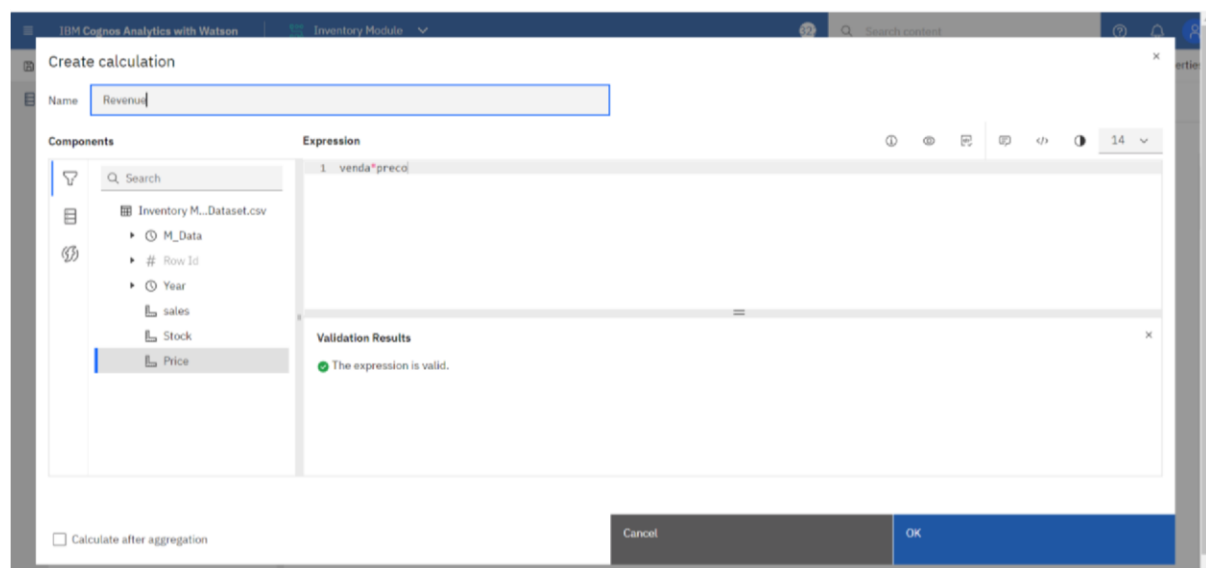 IBM Cognos Analytics with Watson
Inventory Module
Search content
Create calculation
Name
Revenue
Components
Expression
14
Search
1 venda*preco
Inventory M...Dataset.csv
M_Data
# Row Id
Year
sales
Stock
Price
Validation Results
The expression is valid.
Calculate after aggregation
Cancel
OK